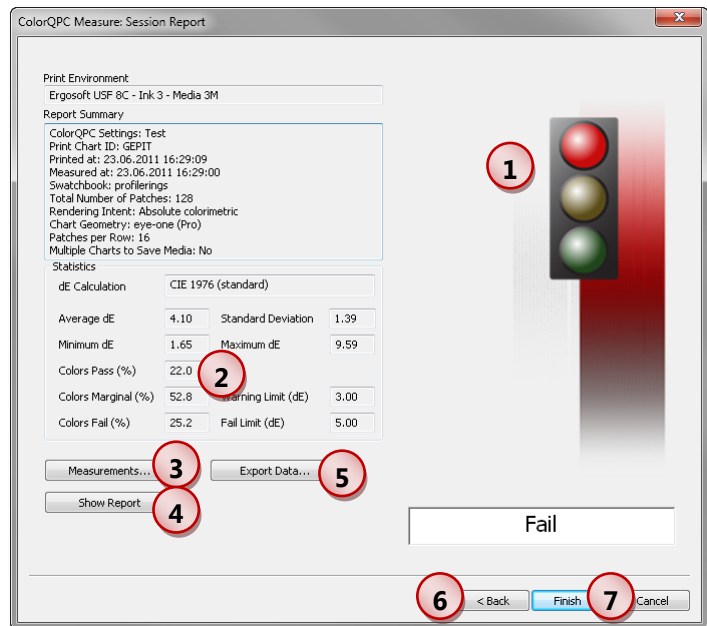 ColorQPC Measure: Session Report
Print Environment
Ergosoft USF 8C - Ink 3 - Media 3M
Report Summary
ColorQPC Settings: Test
Print Chart ID: GEPIT
Printed at: 23.06.2011 16:29:09
Measured at: 23.06.2011 16:29:00
Swatchbook: profilerings
Total Number of Patches: 128
Rendering Intent: Absolute colorimetric
Chart Geometry: eye-one (Pro)
Patches per Row: 16
Multiple Charts to Save Media: No
1
Statistics
dE Calculation CIE 1976 (standard)
Average dE 4.10 Standard Deviation 1.39
Minimum dE 1.65 Maximum dE 9.59
Colors Pass (%) 22.0 2
Colors Marginal (%) 52.8 Warning Limit (dE) 3.00
Colors Fail (%) 25.2 Fail Limit (dE) 5.00
Measurements... 3 Export Data... 5
Show Report 4
Fail
6 < Back Finish 7 Cancel